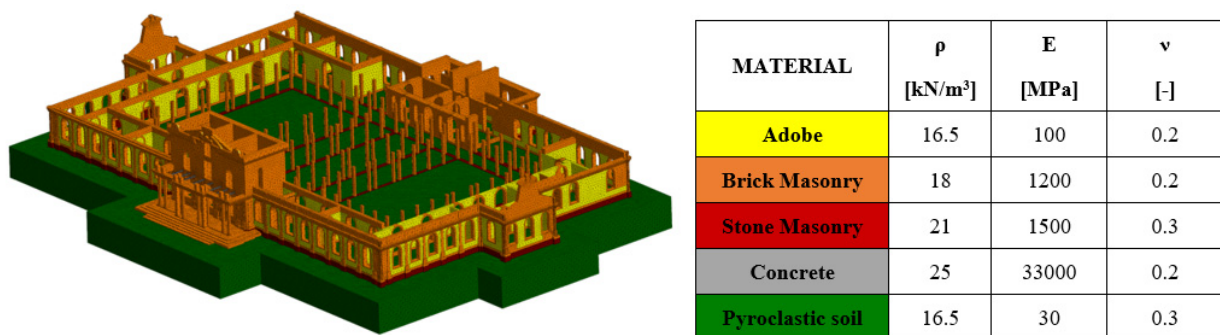 MATERIAL ρ E ν
[kN/m³] [MPa] [-]
Adobe 16.5 100 0.2
Brick Masonry 18 1200 0.2
Stone Masonry 21 1500 0.3
Concrete 25 33000 0.2
Pyroclastic soil 16.5 30 0.3